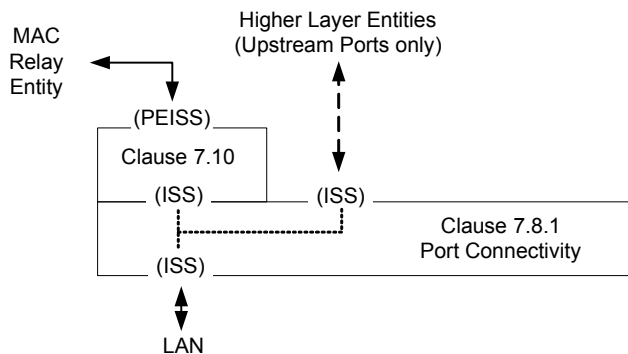 MAC
Relay
Entity
Higher Layer Entities
(Upstream Ports only)
(PEISS)
Clause 7.10
(ISS)
(ISS)
Clause 7.8.1
Port Connectivity
(ISS)
LAN